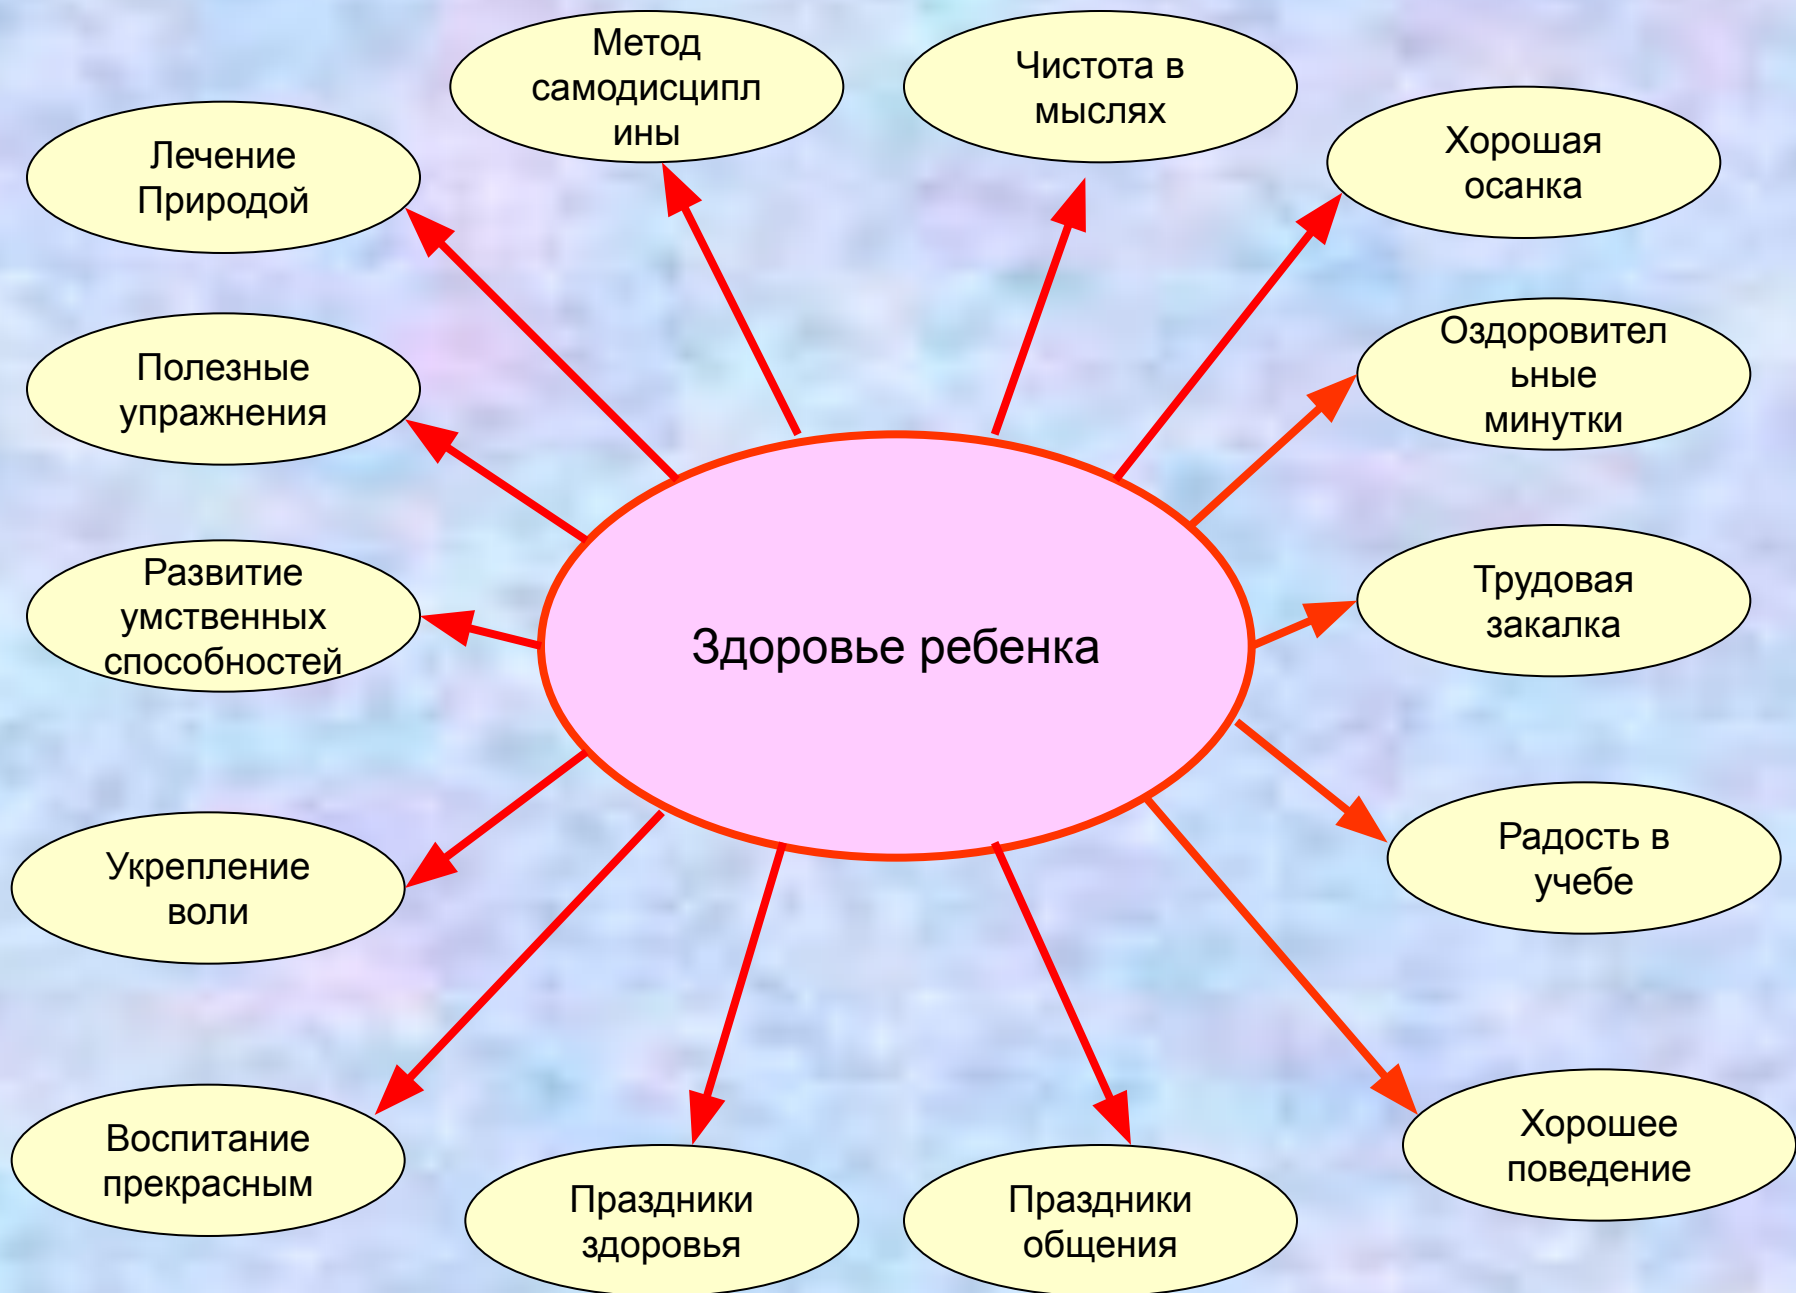 Метод
самодисципл
ины
Чистота в
мыслях
Лечение
Природой
Хорошая
осанка
Полезные
упражнения
Оздоровител
ьные
минутки
Развитие
умственных
способностей
Здоровье ребенка
Трудовая
закалка
Укрепление
воли
Радость в
учебе
Воспитание
прекрасным
Праздники
здоровья
Праздники
общения
Хорошее
поведение